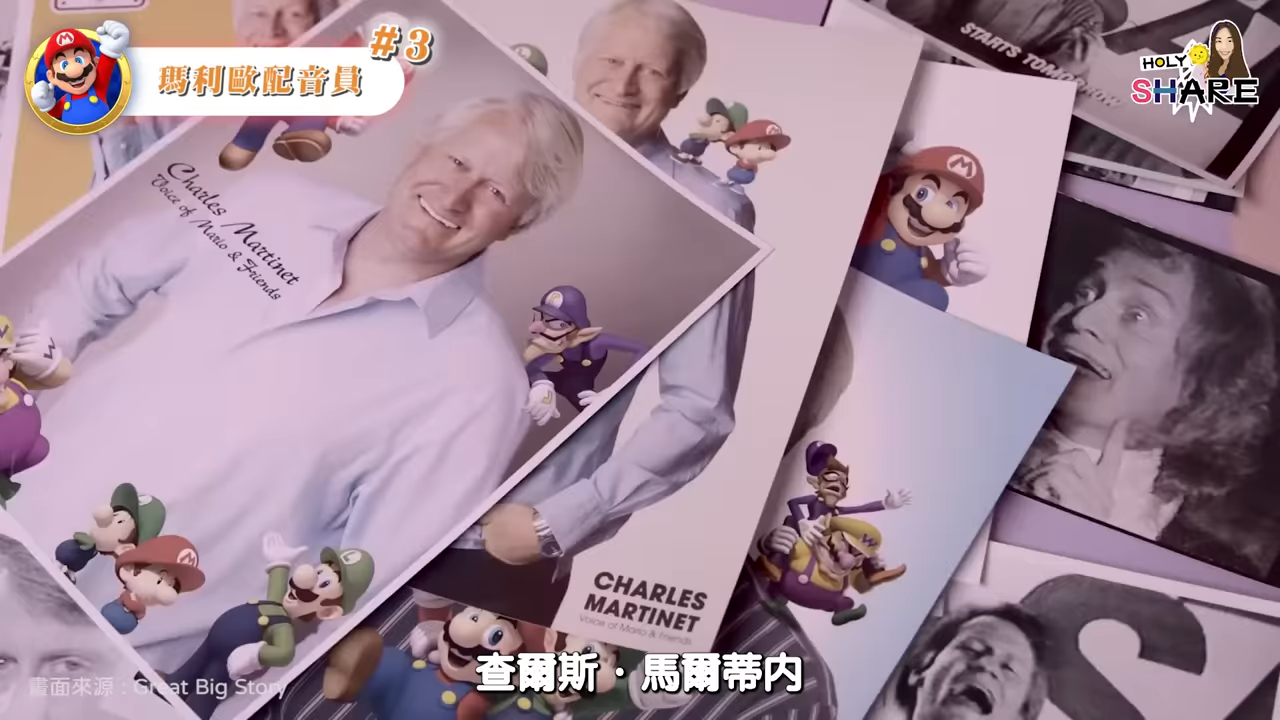 #3
瑪利歐配音員
HOLY
SHARE
STARTS TOMORROW
Charles Martinet
Voice of Mario & Friends
CHARLES
MARTINET
Voice of Mario & Friends
查爾斯·馬爾蒂內
畫面來源：Great Big Story